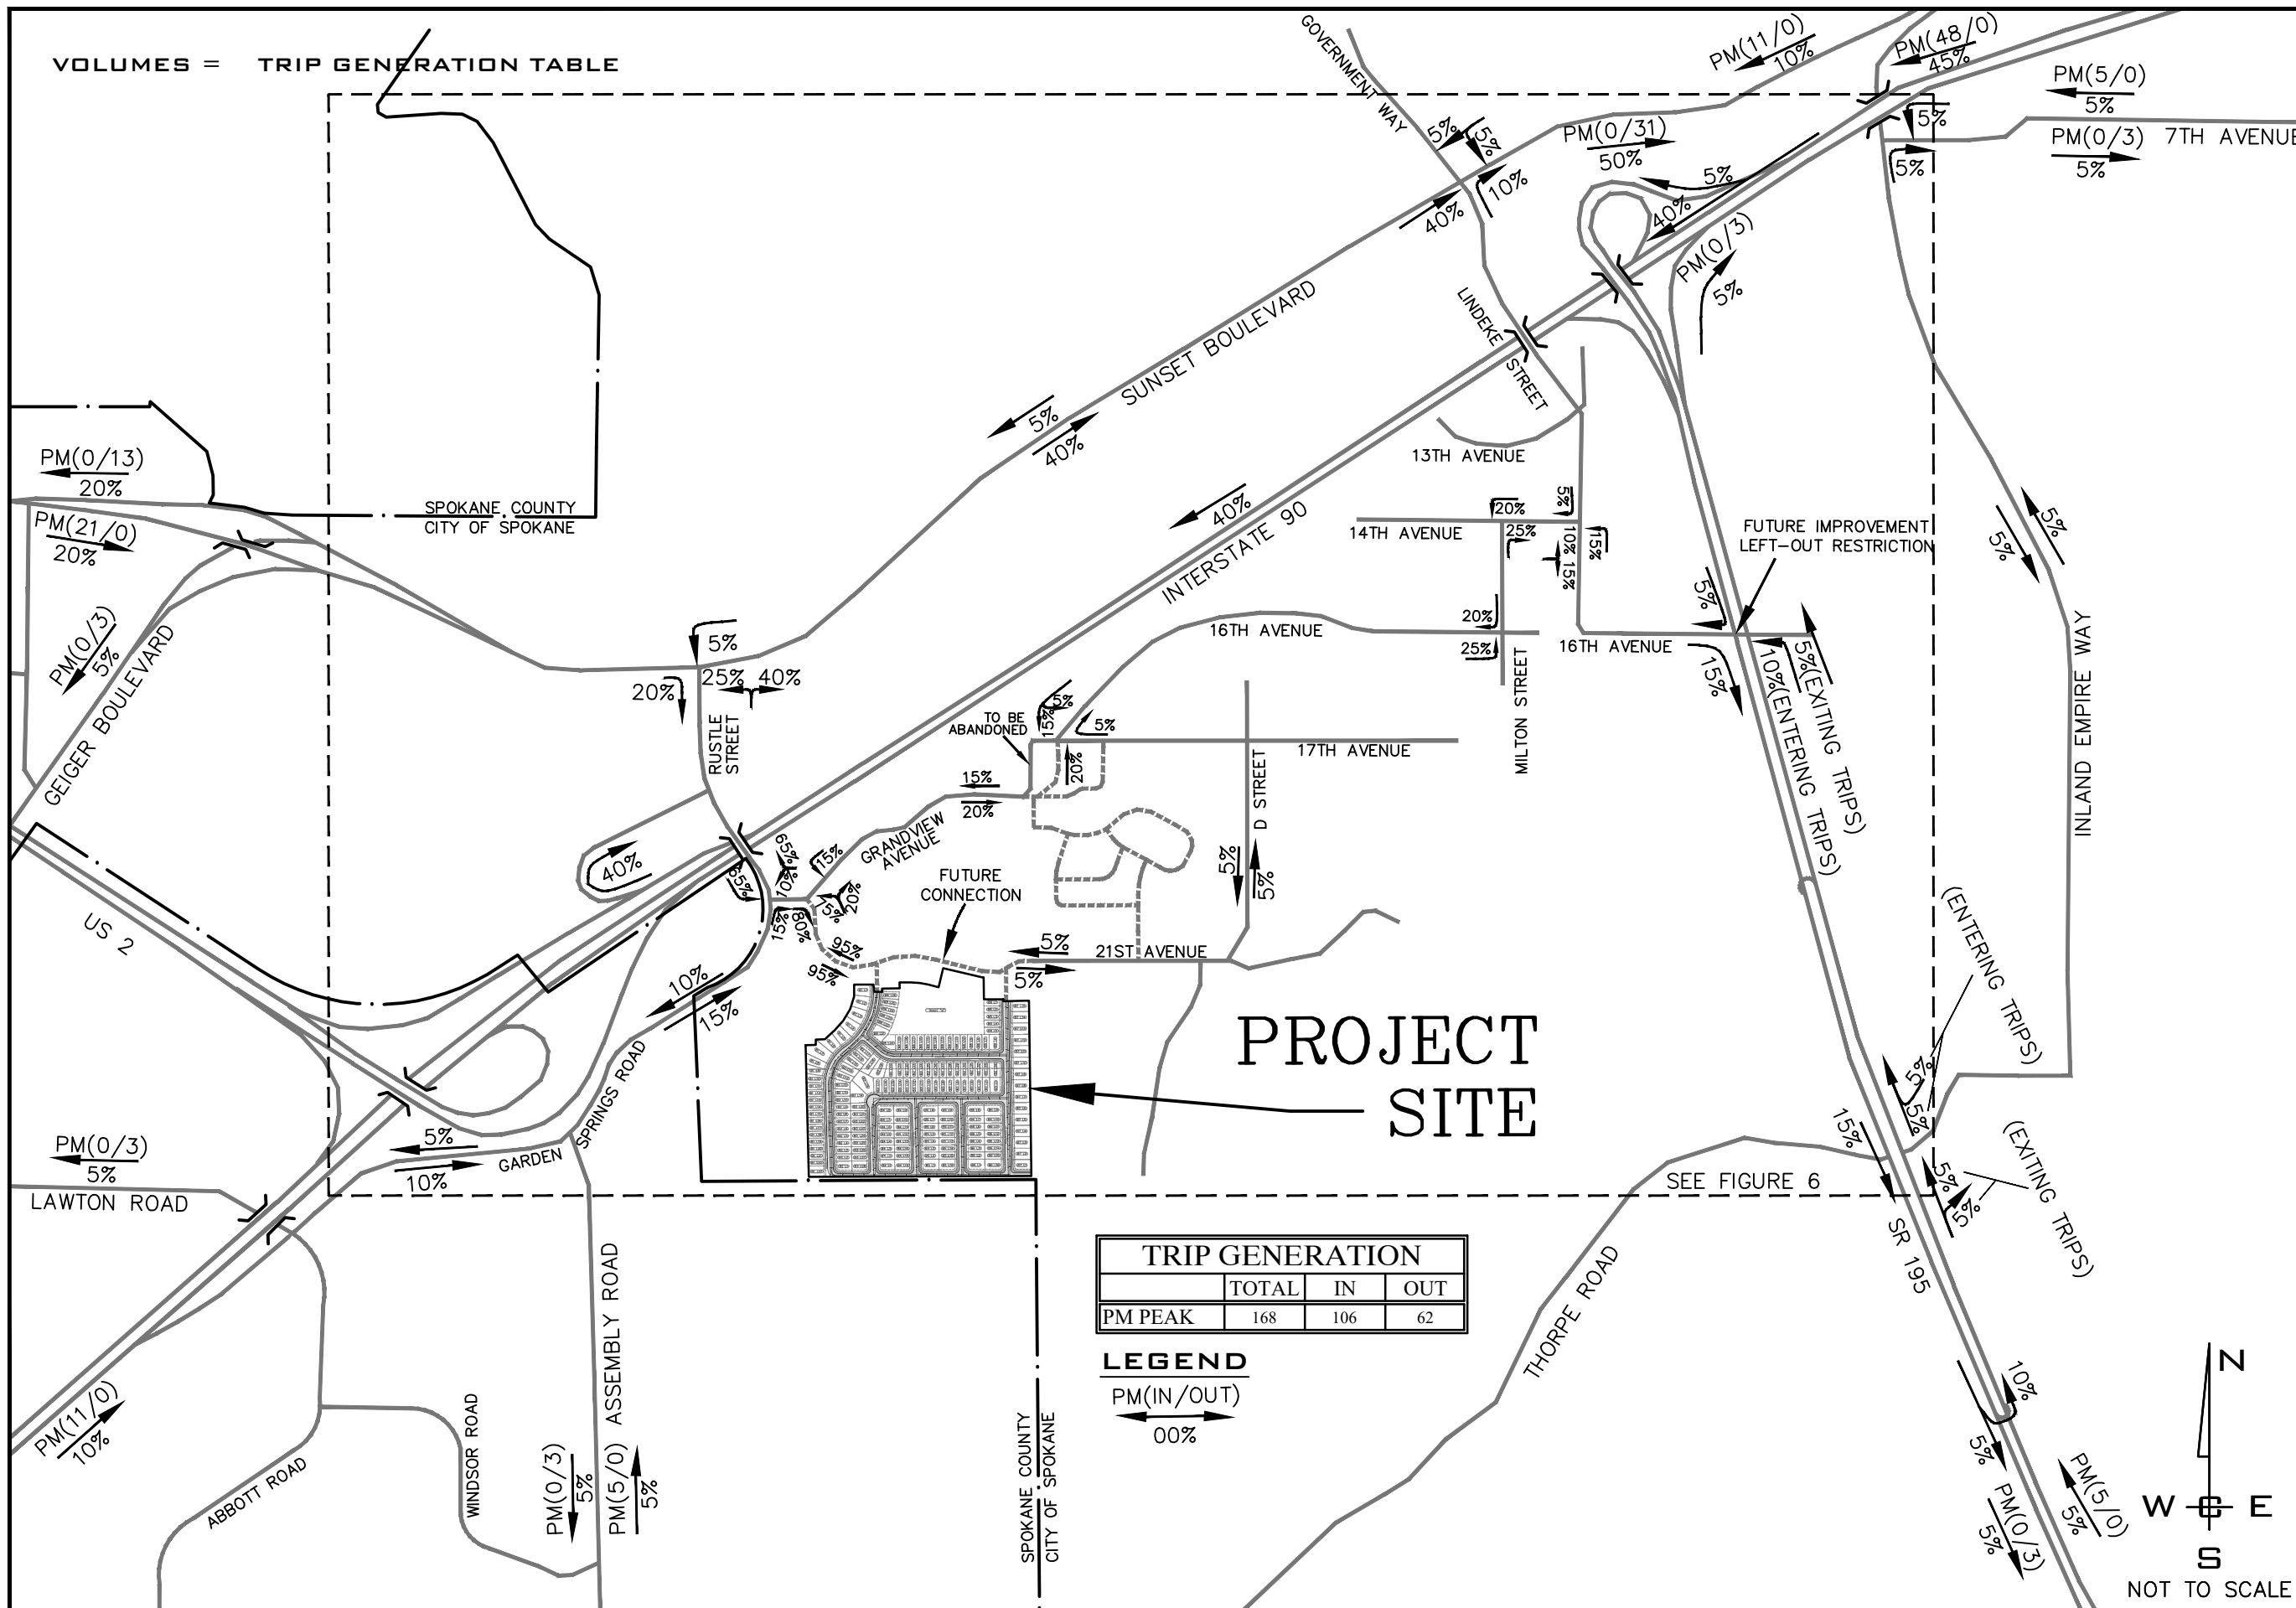 VOLUMES = TRIP GENERATION TABLE
GOVERNMENT WAY
PM(11/0)
10%
PM(48/0)
45%
PM(5/0)
5%
PM(0/3)
5%
7TH AVENUE
5%
5%
5%
5%
10%
40%
PM(0/31)
50%
5%
40%
PM(0/3)
5%
LINDEKE
STREET
SUNSET BOULEVARD
5%
40%
INTERSTATE 90
40%
PM(0/13)
20%
PM(21/0)
20%
SPOKANE COUNTY
CITY OF SPOKANE
PM(0/3)
5%
GEIGER BOULEVARD
13TH AVENUE
14TH AVENUE
20%
25%
5%
10%
15%
15%
FUTURE IMPROVEMENT
LEFT-OUT RESTRICTION
5%
5%
5%
15%
10%(ENTERING TRIPS)
5%(EXITING TRIPS)
INLAND EMPIRE WAY
16TH AVENUE
20%
25%
16TH AVENUE
MILTON STREET
5%
20%
25%
40%
RUSTLE
STREET
TO BE
ABANDONED
5%
15%
5%
20%
17TH AVENUE
15%
20%
GRANDVIEW
AVENUE
D STREET
5%
5%
40%
65%
65%
10%
15%
15%
80%
75%
20%
95%
95%
FUTURE
CONNECTION
5%
5%
21ST AVENUE
US 2
10%
15%
SPRINGS ROAD
GARDEN
5%
10%
PM(0/3)
5%
LAWTON ROAD
PROJECT
SITE
(ENTERING TRIPS)
5%
5%
15%
(EXITING TRIPS)
5%
5%
SEE FIGURE 6
SR 195
THORPE ROAD
TRIP GENERATION
TOTAL IN OUT
PM PEAK 168 106 62
LEGEND
PM(IN/OUT)
00%
SPOKANE COUNTY
CITY OF SPOKANE
PM(11/0)
10%
ABBOTT ROAD
WINDSOR ROAD
ASSEMBLY ROAD
PM(0/3)
5%
PM(5/0)
5%
10%
5%
PM(0/3)
5%
PM(5/0)
5%
N
W C E
S
NOT TO SCALE